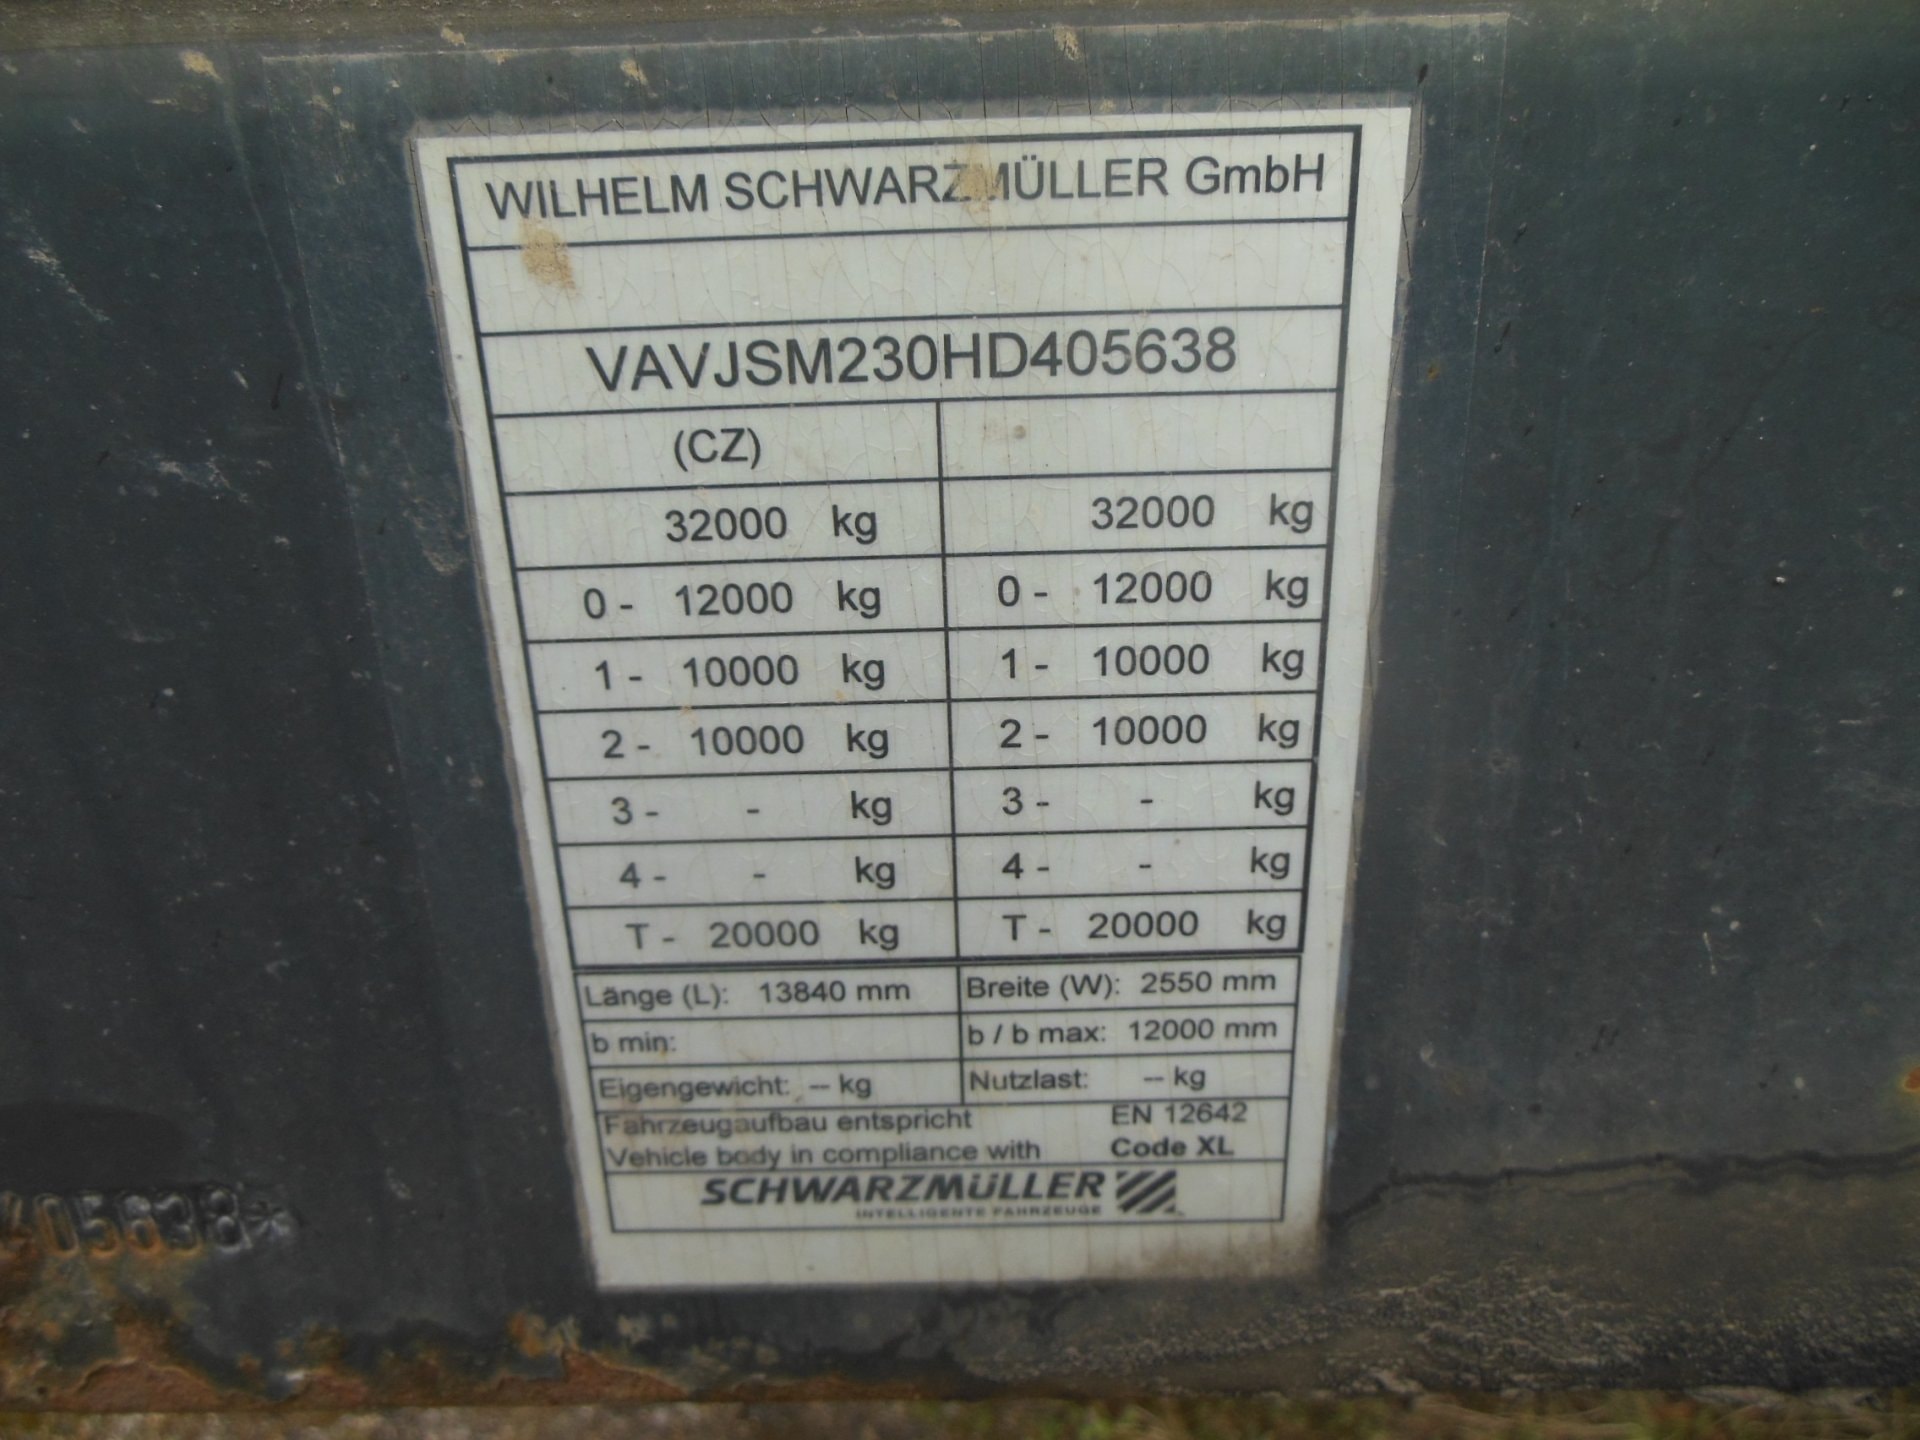 WILHELM SCHWARZMÜLLER GmbH
VAVJSM230HD405638
(CZ)
32000 kg 32000 kg
0 - 12000 kg 0 - 12000 kg
1 - 10000 kg 1 - 10000 kg
2 - 10000 kg 2 - 10000 kg
3 - - kg 3 - - kg
4 - - kg 4 - - kg
T - 20000 kg T - 20000 kg
Länge (L): 13840 mm Breite (W): 2550 mm
b min: b / b max: 12000 mm
Eigengewicht: -- kg Nutzlast: -- kg
Fahrzeugaufbau entspricht EN 12642
Vehicle body in compliance with Code XL
SCHWARZMÜLLER
INTELLIGENTE FAHRZEUGE
405638*